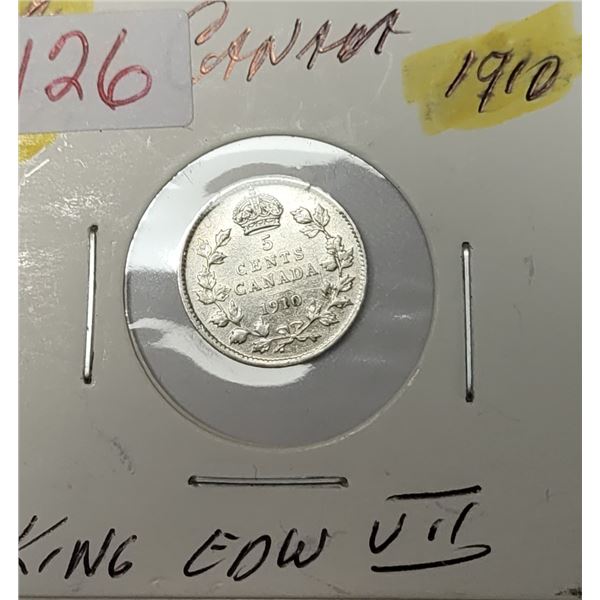 126
CANADA
1910
5
CENTS
CANADA
1910
KING EDW VII